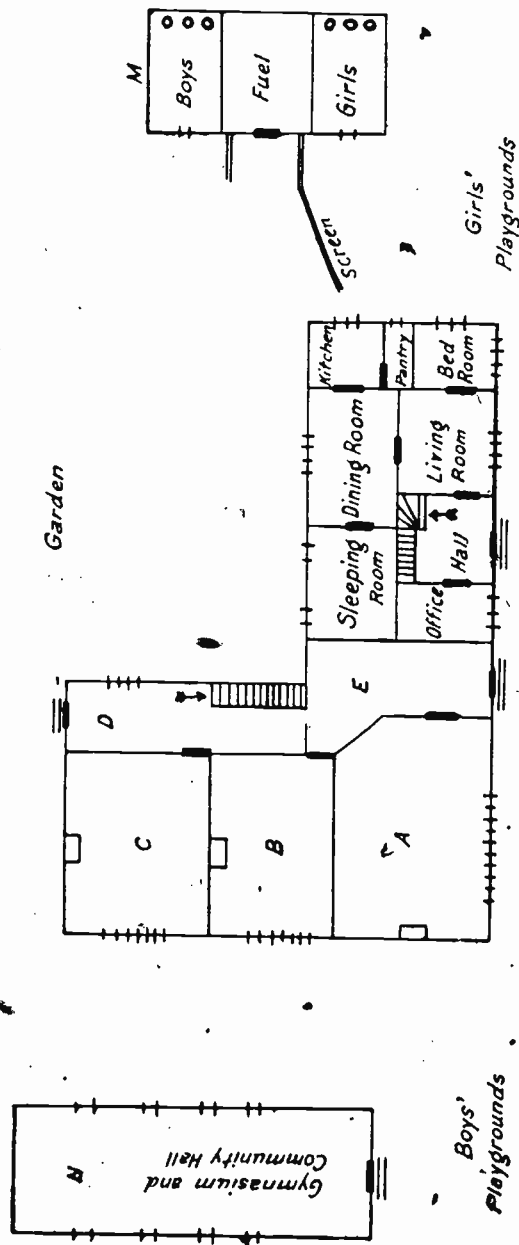 M
Boys
Fuel
Girls
Screen
Girls'
Playgrounds
Garden
Kitchen
Pantry
Bed
Room
Dining Room
Living
Room
Sleeping
Room
Hall
Office
E
D
C
B
A
N
Gymnasium and
Community Hall
Boys'
Playgrounds